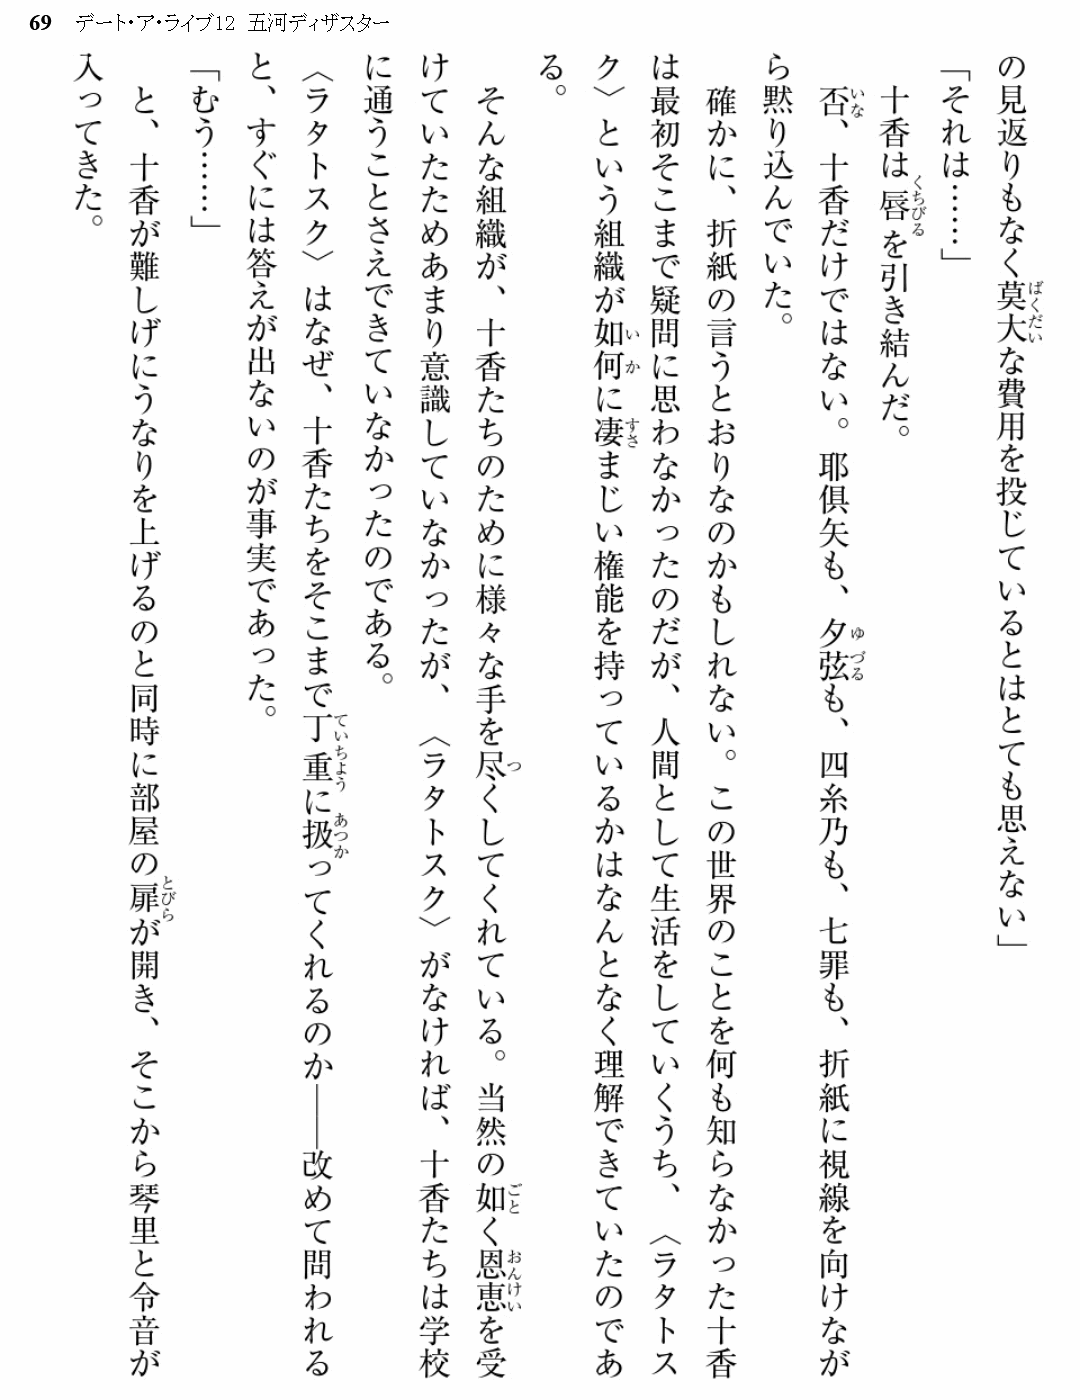 69 デート・ア・ライブ12 五河ディザスター
の見返りもなく莫大な費用を投じているとはとても思えない」
「それは……」
十香は唇を引き結んだ。
否、十香だけではない。耶倶矢も、夕弦も、四糸乃も、七罪も、折紙に視線を向けなが
ら黙り込んでいた。
確かに、折紙の言うとおりなのかもしれない。この世界のことを何も知らなかった十香
は最初そこまで疑問に思わなかったのだが、人間として生活をしていくうち、〈ラタトス
ク〉という組織が如何に凄まじい権能を持っているかはなんとなく理解できていたのであ
る。
そんな組織が、十香たちのために様々な手を尽くしてくれている。当然の如く恩恵を受
けていたためあまり意識していなかったが、〈ラタトスク〉がなければ、十香たちは学校
に通うことさえできていなかったのである。
〈ラタトスク〉はなぜ、十香たちをそこまで丁重に扱ってくれるのか――改めて問われる
と、すぐには答えが出ないのが事実であった。
「むう……」
と、十香が難しげにうなりを上げるのと同時に部屋の扉が開き、そこから琴里と令音が
入ってきた。